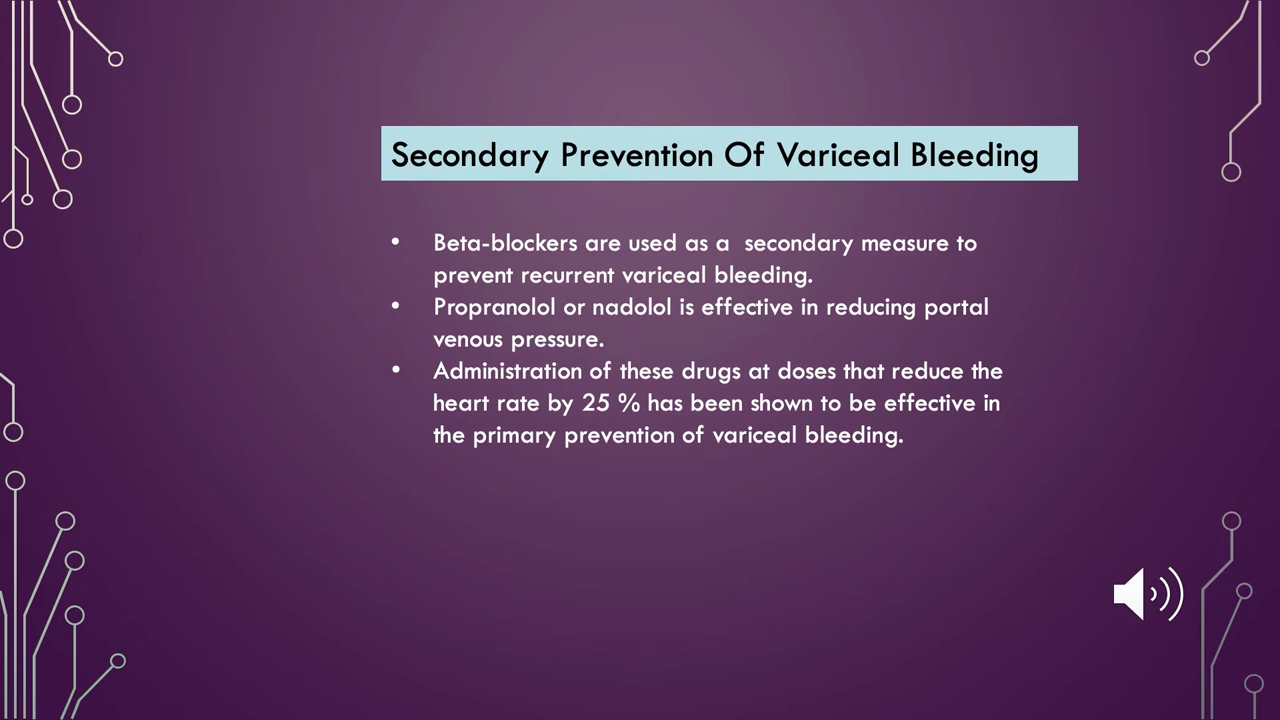 Secondary Prevention Of Variceal Bleeding
• Beta-blockers are used as a  secondary measure to
prevent recurrent variceal bleeding.
• Propranolol or nadolol is effective in reducing portal
venous pressure.
• Administration of these drugs at doses that reduce the
heart rate by 25 % has been shown to be effective in
the primary prevention of variceal bleeding.